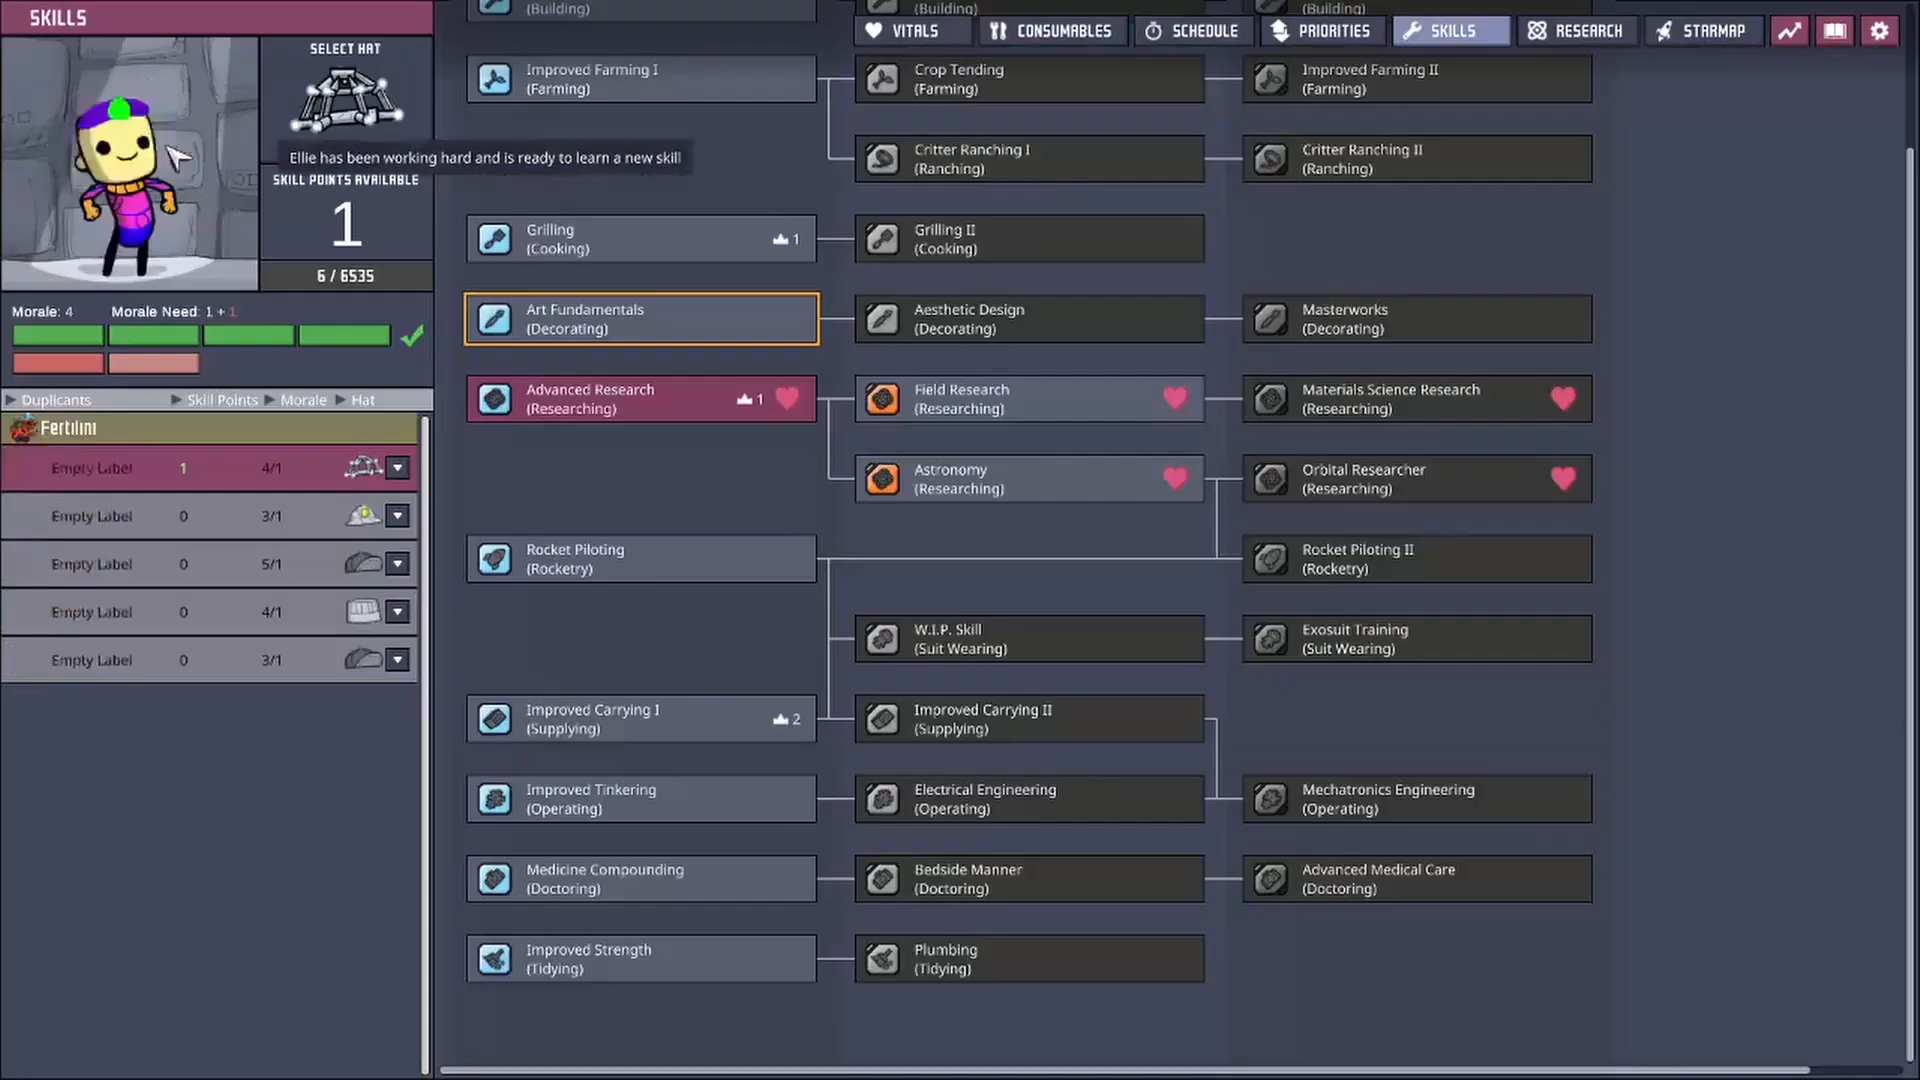 SKILLS
(Building)
(Building)
(Building)
VITALS
CONSUMABLES
SCHEDULE
PRIORITIES
SKILLS
RESEARCH
STARMAP
SELECT HAT
Ellie has been working hard and is ready to learn a new skill
SKILL POINTS AVAILABLE
1
6 / 6535
Morale: 4
Morale Need: 1 + 1
Duplicants
Skill Points
Morale
Hat
Fertilini
Empty Label 1 4/1
Empty Label 0 3/1
Empty Label 0 5/1
Empty Label 0 4/1
Empty Label 0 3/1
Improved Farming I
(Farming)
Crop Tending
(Farming)
Improved Farming II
(Farming)
Critter Ranching I
(Ranching)
Critter Ranching II
(Ranching)
Grilling
(Cooking)
1
Grilling II
(Cooking)
Art Fundamentals
(Decorating)
Aesthetic Design
(Decorating)
Masterworks
(Decorating)
Advanced Research
(Researching)
1
Field Research
(Researching)
Materials Science Research
(Researching)
Astronomy
(Researching)
Orbital Researcher
(Researching)
Rocket Piloting
(Rocketry)
Rocket Piloting II
(Rocketry)
W.I.P. Skill
(Suit Wearing)
Exosuit Training
(Suit Wearing)
Improved Carrying I
(Supplying)
2
Improved Carrying II
(Supplying)
Improved Tinkering
(Operating)
Electrical Engineering
(Operating)
Mechatronics Engineering
(Operating)
Medicine Compounding
(Doctoring)
Bedside Manner
(Doctoring)
Advanced Medical Care
(Doctoring)
Improved Strength
(Tidying)
Plumbing
(Tidying)